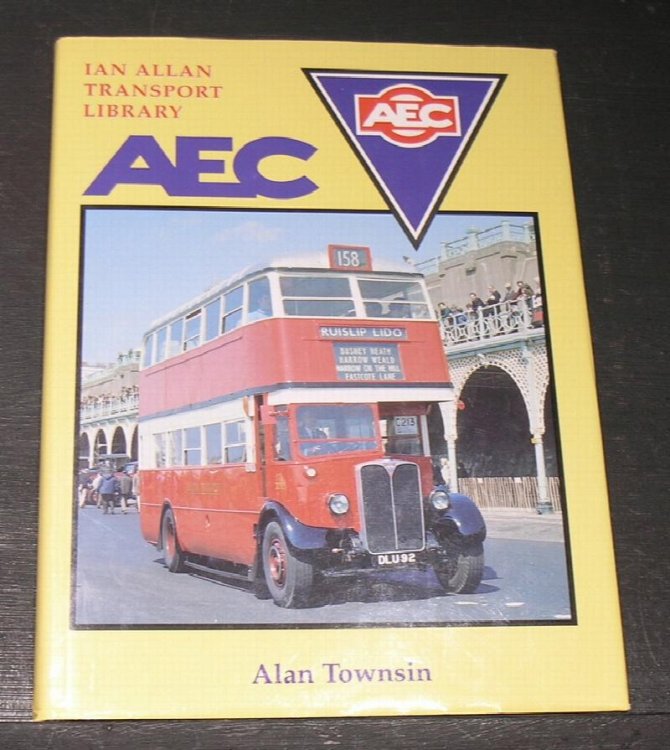 IAN ALLAN
TRANSPORT
LIBRARY
AEC
AEC
158
RUISLIP LIDO
BUSHEY HEATH
HARROW WEALD
HARROW ON THE HILL
EASTCOTE LANE
C213
DLU 92
Alan Townsin